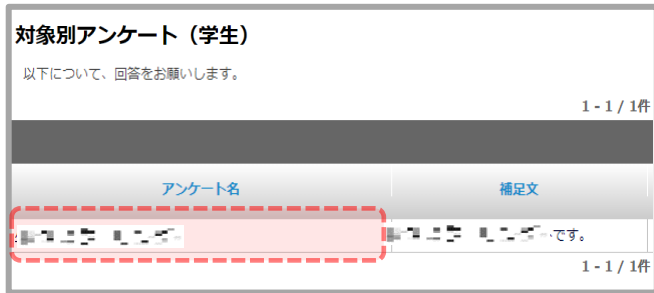 対象別アンケート（学生）
以下について、回答をお願いします。
1 - 1 / 1件
アンケート名 補足文
です。
1 - 1 / 1件